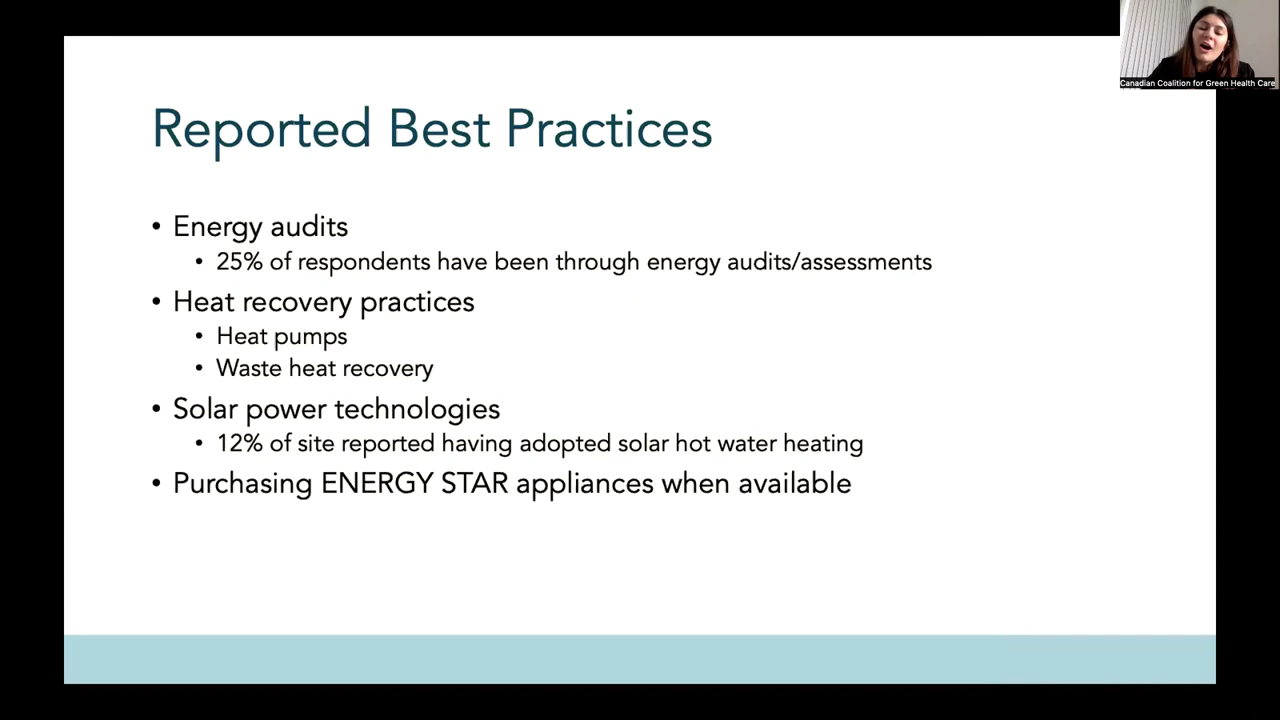 Canadian Coalition for Green Health Care
Reported Best Practices
• Energy audits
• 25% of respondents have been through energy audits/assessments
• Heat recovery practices
• Heat pumps
• Waste heat recovery
• Solar power technologies
• 12% of site reported having adopted solar hot water heating
• Purchasing ENERGY STAR appliances when available